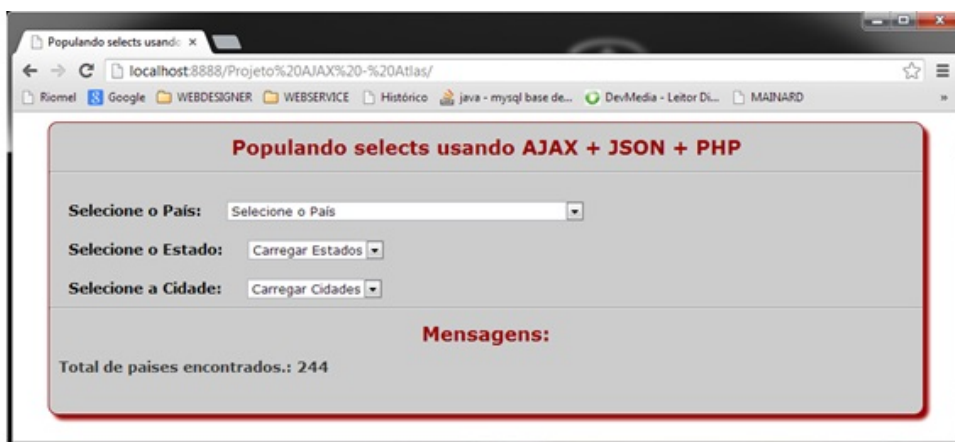 Populando selects usand
localhost:8888/Projeto%20AJAX%20-%20Atlas/
Riomel Google WEBDESIGNER WEBSERVICE Histórico java - mysql base de... DevMedia - Leitor Di... MAINARD »
Populando selects usando AJAX + JSON + PHP
Selecione o País: Selecione o País
Selecione o Estado: Carregar Estados
Selecione a Cidade: Carregar Cidades
Mensagens:
Total de paises encontrados.: 244